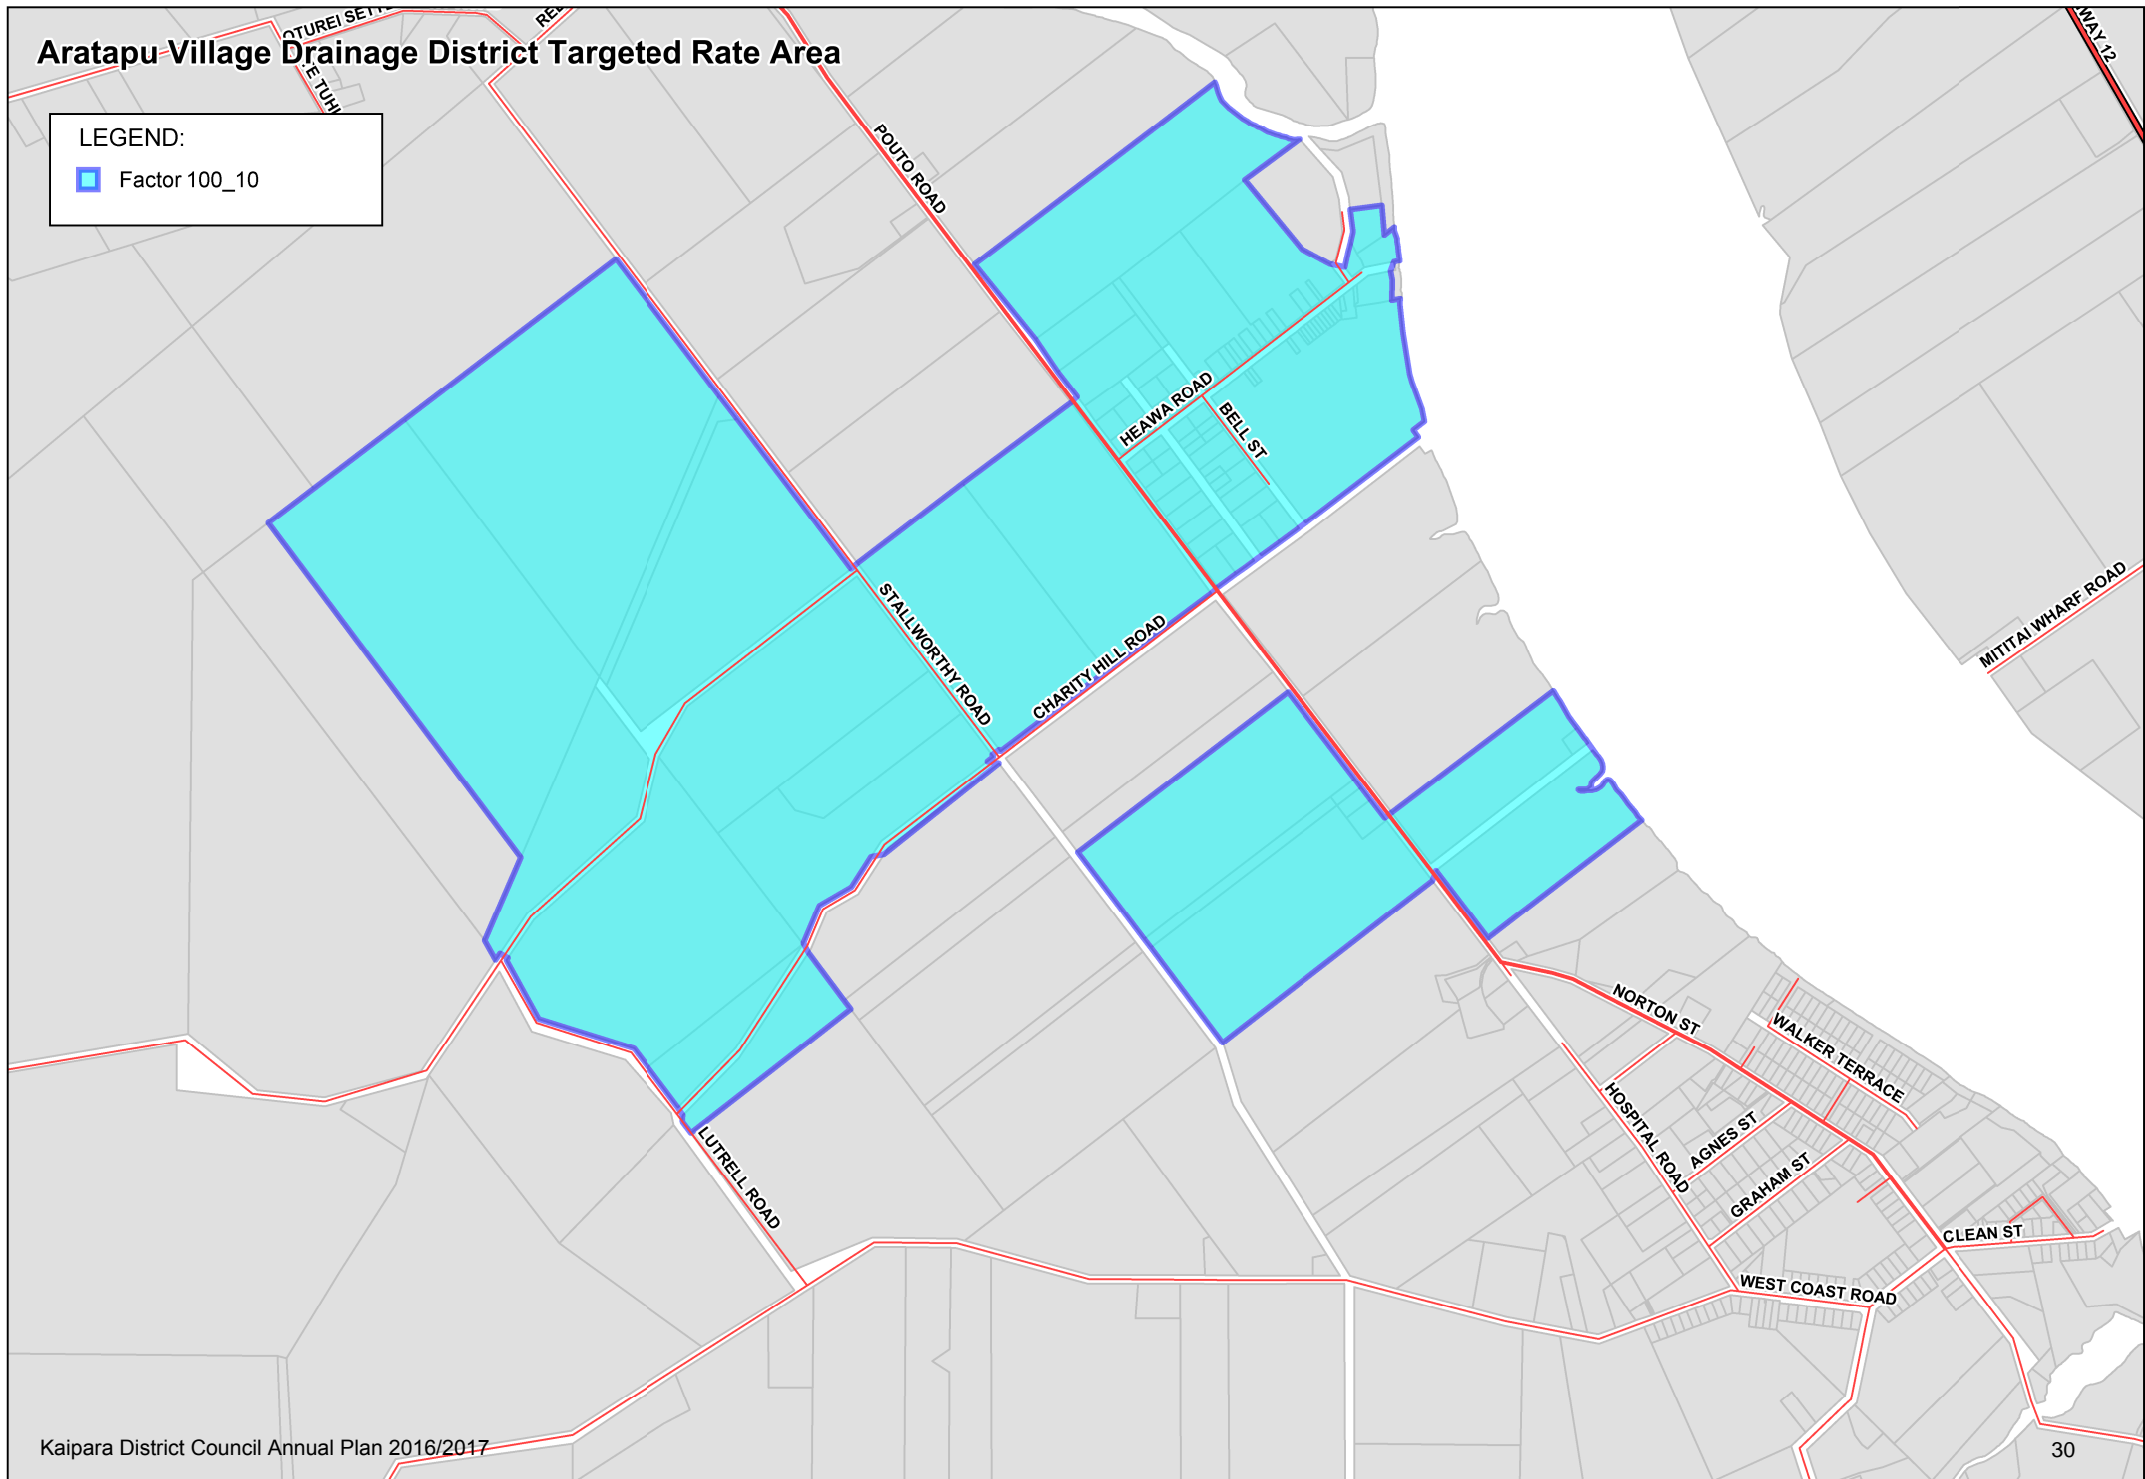 OTUREI SETTL
Aratapu Village Drainage District Targeted Rate Area
LEGEND:
Factor 100_10
POUTO ROAD
HEAWA ROAD
BELL ST
STALLWORTHY ROAD
CHARITY HILL ROAD
MITITAI WHARF ROAD
NORTON ST
WALKER TERRACE
HOSPITAL ROAD
AGNES ST
GRAHAM ST
LUTRELL ROAD
CLEAN ST
WEST COAST ROAD
Kaipara District Council Annual Plan 2016/2017
30